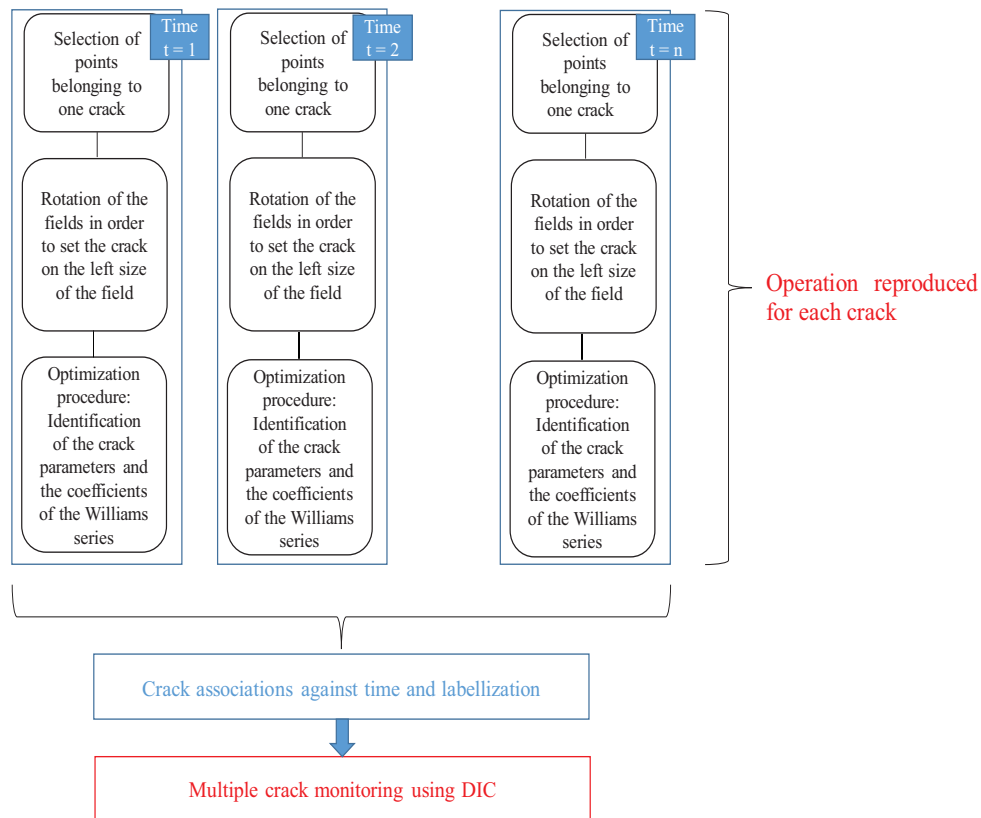 Time
t = 1
Selection of
points
belonging to
one crack
Rotation of the
fields in order
to set the crack
on the left size
of the field
Optimization
procedure:
Identification
of the crack
parameters and
the coefficients
of the Williams
series
Time
t = 2
Selection of
points
belonging to
one crack
Rotation of the
fields in order
to set the crack
on the left size
of the field
Optimization
procedure:
Identification
of the crack
parameters and
the coefficients
of the Williams
series
Time
t = n
Selection of
points
belonging to
one crack
Rotation of the
fields in order
to set the crack
on the left size
of the field
Optimization
procedure:
Identification
of the crack
parameters and
the coefficients
of the Williams
series
Operation reproduced
for each crack
Crack associations against time and labellization
Multiple crack monitoring using DIC